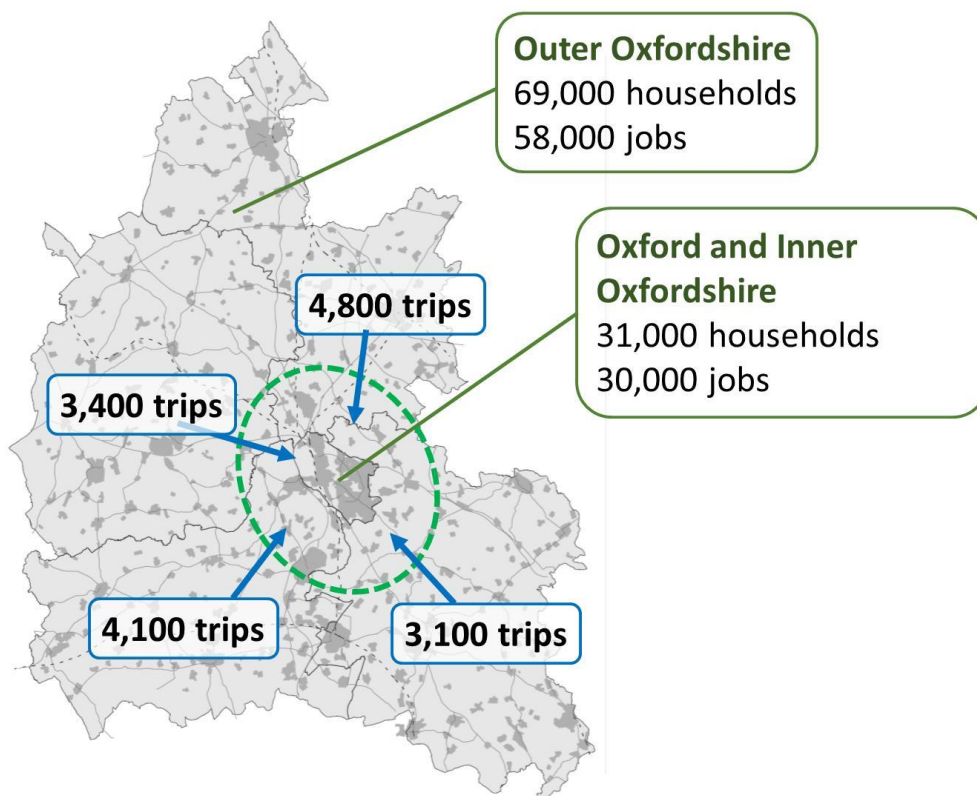 Outer Oxfordshire
69,000 households
58,000 jobs
Oxford and Inner
Oxfordshire
31,000 households
30,000 jobs
4,800 trips
3,400 trips
4,100 trips
3,100 trips